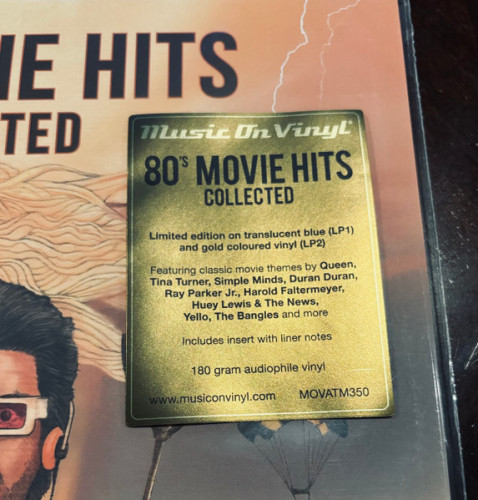 IE HITS
TED
Music On Vinyl
80'S MOVIE HITS
COLLECTED
Limited edition on translucent blue (LP1)
and gold coloured vinyl (LP2)
Featuring classic movie themes by Queen,
Tina Turner, Simple Minds, Duran Duran,
Ray Parker Jr., Harold Faltermeyer,
Huey Lewis & The News,
Yello, The Bangles and more
Includes insert with liner notes
180 gram audiophile vinyl
www.musiconvinyl.com MOVATM350